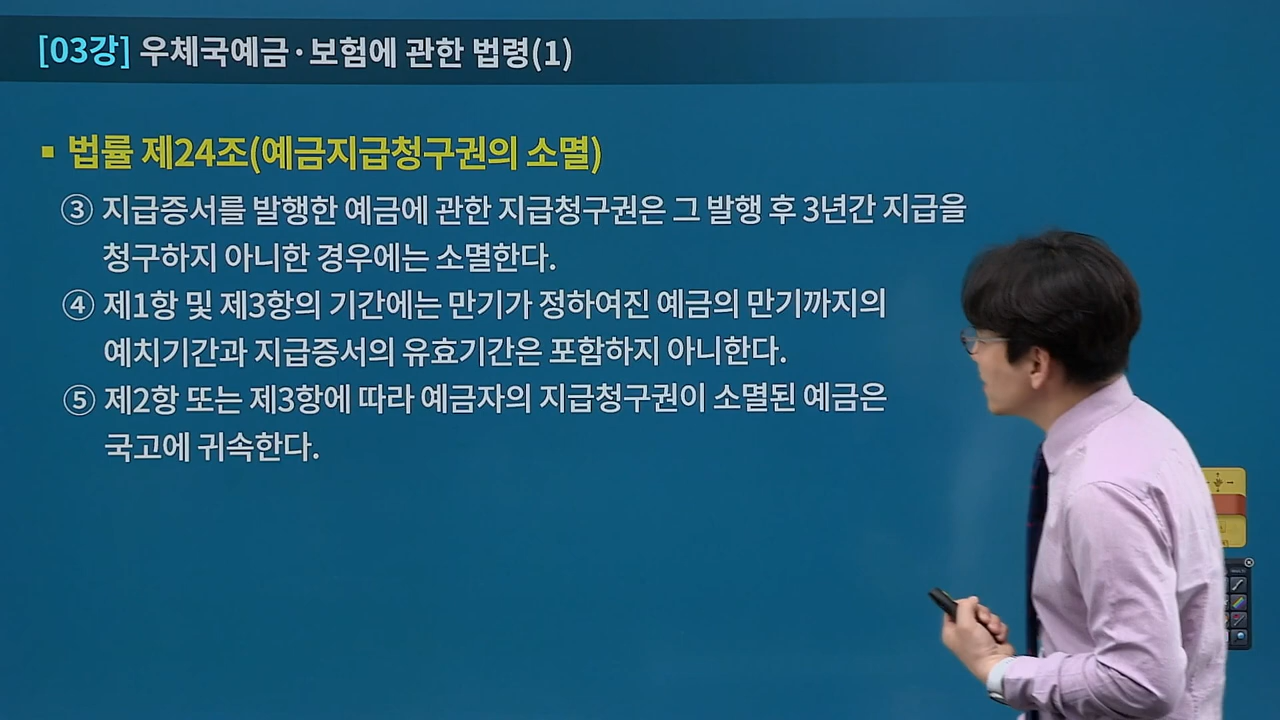 [03강] 우체국예금·보험에 관한 법령(1)
▪ 법률 제24조(예금지급청구권의 소멸)
③ 지급증서를 발행한 예금에 관한 지급청구권은 그 발행 후 3년간 지급을
청구하지 아니한 경우에는 소멸한다.
④ 제1항 및 제3항의 기간에는 만기가 정하여진 예금의 만기까지의
예치기간과 지급증서의 유효기간은 포함하지 아니한다.
⑤ 제2항 또는 제3항에 따라 예금자의 지급청구권이 소멸된 예금은
국고에 귀속한다.